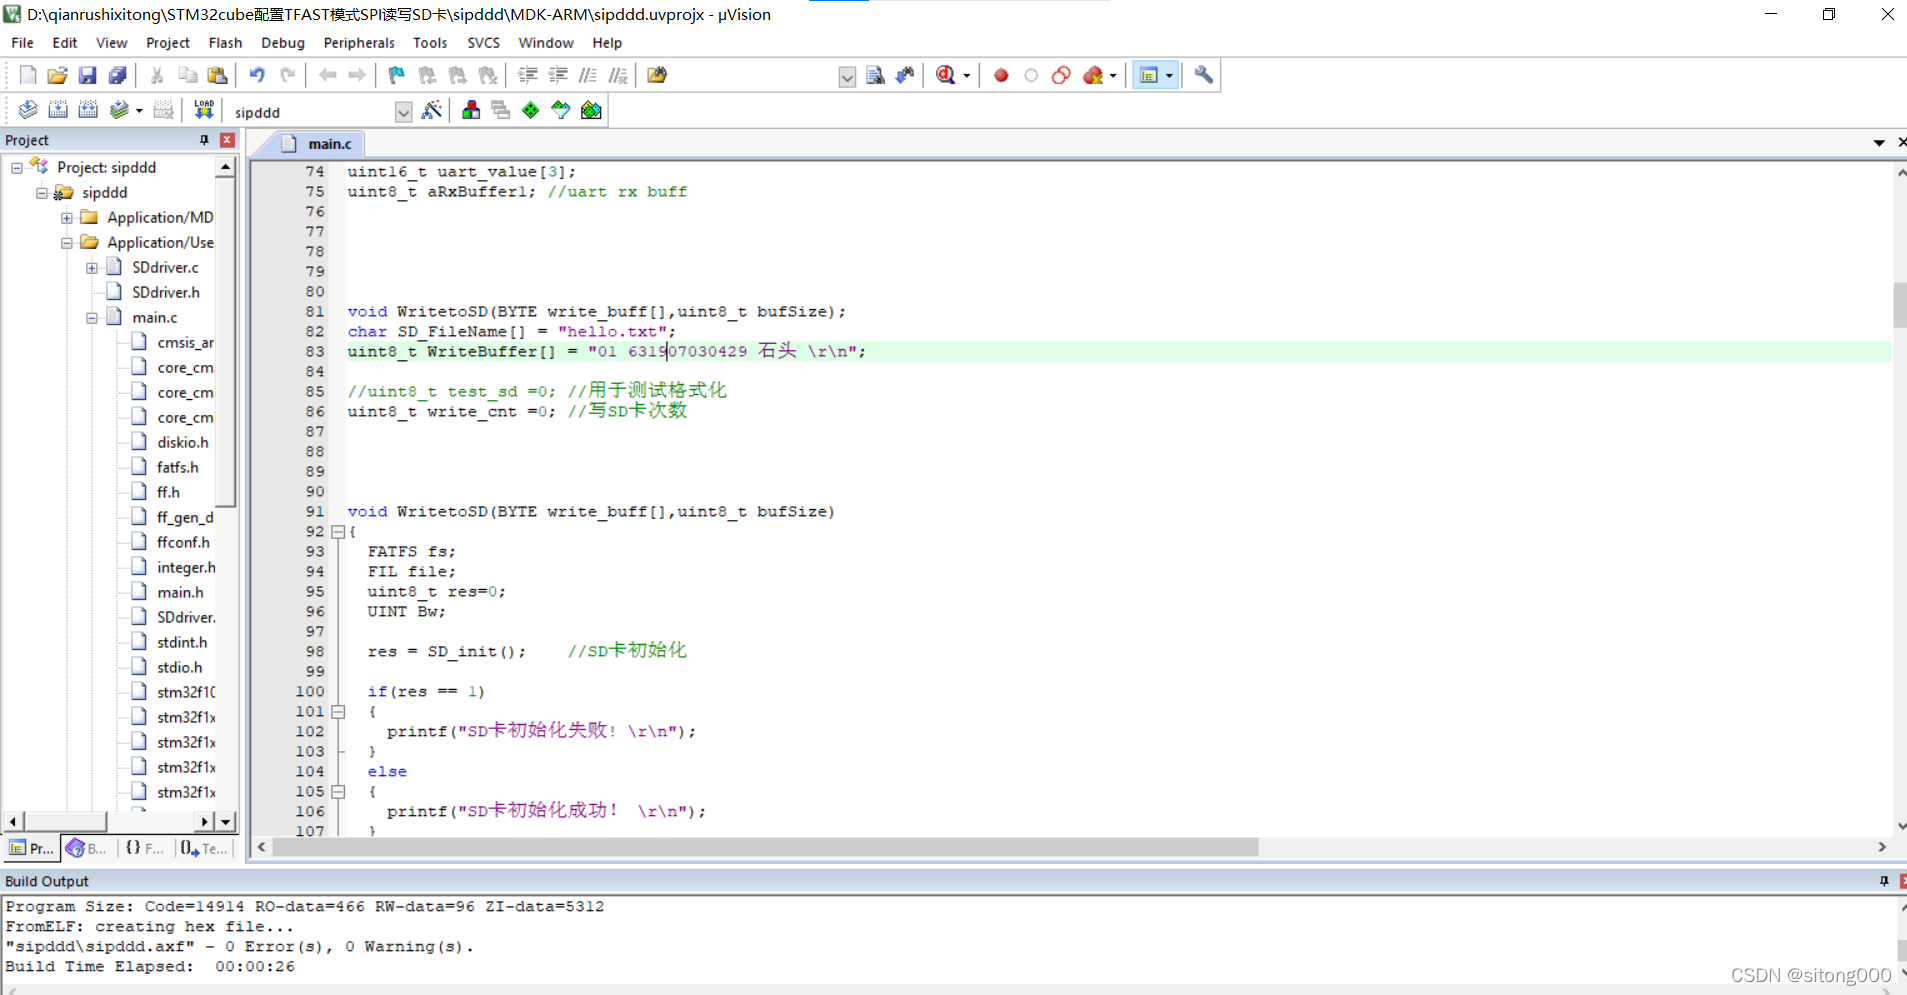 D:\qianrushixitong\STM32cube配置TFAST模式SPI读写SD卡\sipddd\MDK-ARM\sipddd.uvprojx - µVision
File Edit View Project Flash Debug Peripherals Tools SVCS Window Help
LOAD
sipddd
Project
main.c
Project: sipddd
sipddd
Application/MD
Application/Use
SDdriver.c
SDdriver.h
main.c
cmsis_ar
core_cm
core_cm
core_cm
diskio.h
fatfs.h
ff.h
ff_gen_d
ffconf.h
integer.h
main.h
SDdriver.
stdint.h
stdio.h
stm32f10
stm32f1x
stm32f1x
stm32f1x
stm32f1x
Pr... B... {} F... Te...
74 uint16_t uart_value[3];
75 uint8_t aRxBuffer1; //uart rx buff
76
77
78
79
80
81 void WritetoSD(BYTE write_buff[],uint8_t bufSize);
82 char SD_FileName[] = "hello.txt";
83 uint8_t WriteBuffer[] = "01 631907030429 石头 \r\n";
84
85 //uint8_t test_sd =0; //用于测试格式化
86 uint8_t write_cnt =0; //写SD卡次数
87
88
89
90
91 void WritetoSD(BYTE write_buff[],uint8_t bufSize)
92 {
93 FATFS fs;
94 FIL file;
95 uint8_t res=0;
96 UINT Bw;
97
98 res = SD_init(); //SD卡初始化
99
100 if(res == 1)
101 {
102 printf("SD卡初始化失败! \r\n");
103 }
104 else
105 {
106 printf("SD卡初始化成功! \r\n");
107 }
Build Output
Program Size: Code=14914 RO-data=466 RW-data=96 ZI-data=5312
FromELF: creating hex file...
"sipddd\sipddd.axf" - 0 Error(s), 0 Warning(s).
Build Time Elapsed: 00:00:26
CSDN @sitong000